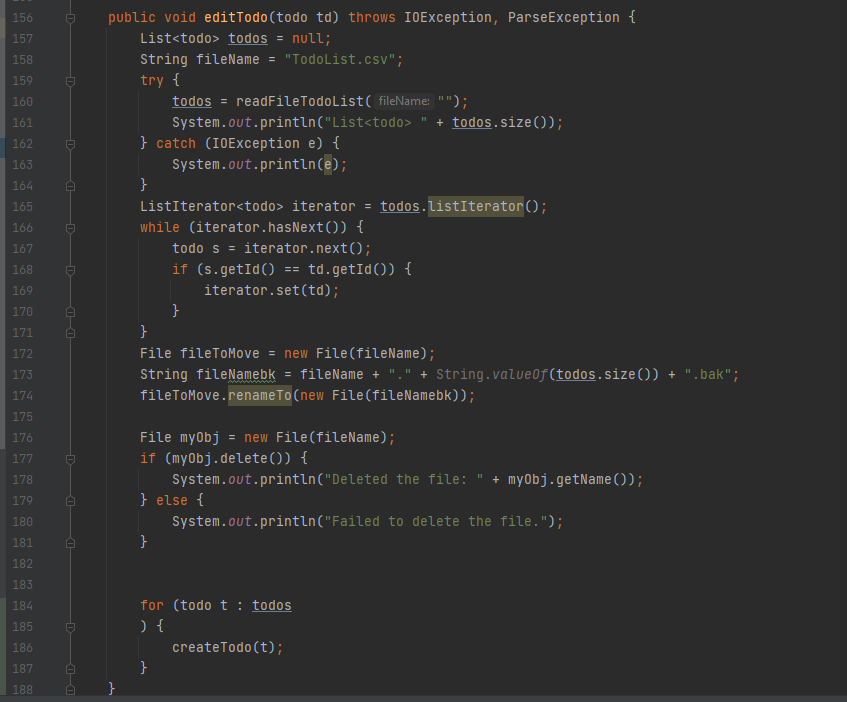 156 public void editTodo(todo td) throws IOException, ParseException {
157 List<todo> todos = null;
158 String fileName = "TodoList.csv";
159 try {
160 todos = readFileTodoList( fileName: "");
161 System.out.println("List<todo> " + todos.size());
162 } catch (IOException e) {
163 System.out.println(e);
164 }
165 ListIterator<todo> iterator = todos.listIterator();
166 while (iterator.hasNext()) {
167 todo s = iterator.next();
168 if (s.getId() == td.getId()) {
169 iterator.set(td);
170 }
171 }
172 File fileToMove = new File(fileName);
173 String fileNamebk = fileName + "." + String.valueOf(todos.size()) + ".bak";
174 fileToMove.renameTo(new File(fileNamebk));
175
176 File myObj = new File(fileName);
177 if (myObj.delete()) {
178 System.out.println("Deleted the file: " + myObj.getName());
179 } else {
180 System.out.println("Failed to delete the file.");
181 }
182
183
184 for (todo t : todos
185 ) {
186 createTodo(t);
187 }
188 }